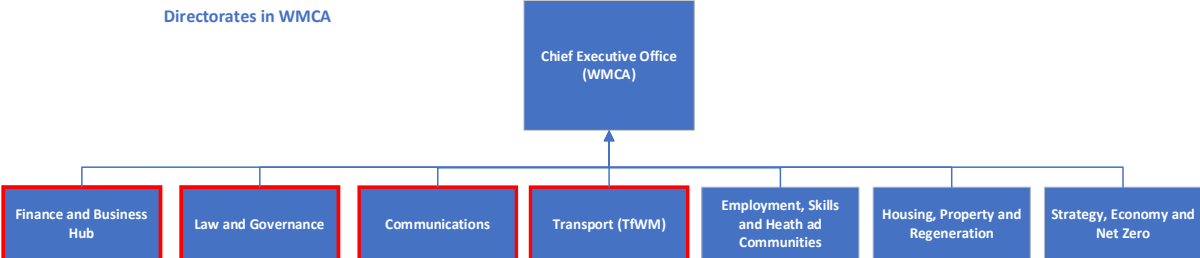 Directorates in WMCA
Chief Executive Office
(WMCA)
Finance and Business
Hub
Law and Governance
Communications
Transport (TfWM)
Employment, Skills
and Heath ad
Communities
Housing, Property and
Regeneration
Strategy, Economy and
Net Zero